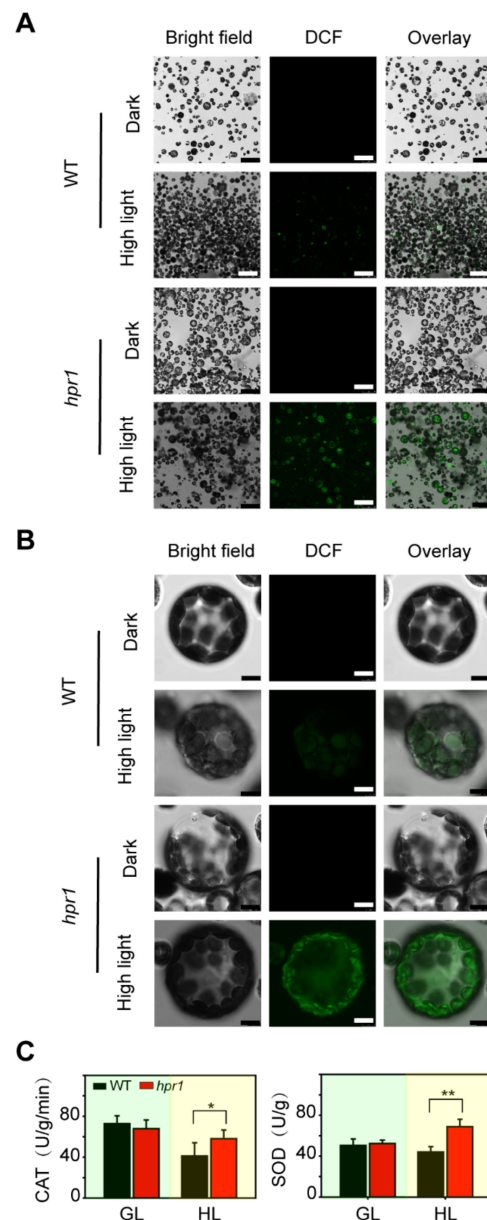 A
Bright field DCF Overlay
WT
Dark
High light
hpr1
Dark
High light
B
Bright field DCF Overlay
WT
Dark
High light
hpr1
Dark
High light
C
WT hpr1
CAT（U/g/min）
80
40
0
*
GL HL
SOD（U/g）
80
40
0
**
GL HL